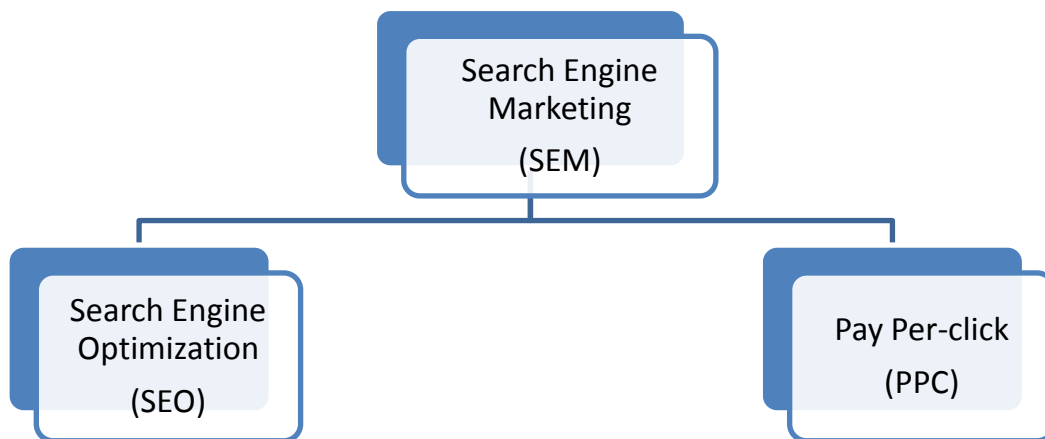 Search Engine
Marketing
(SEM)
Search Engine
Optimization
(SEO)
Pay Per-click
(PPC)